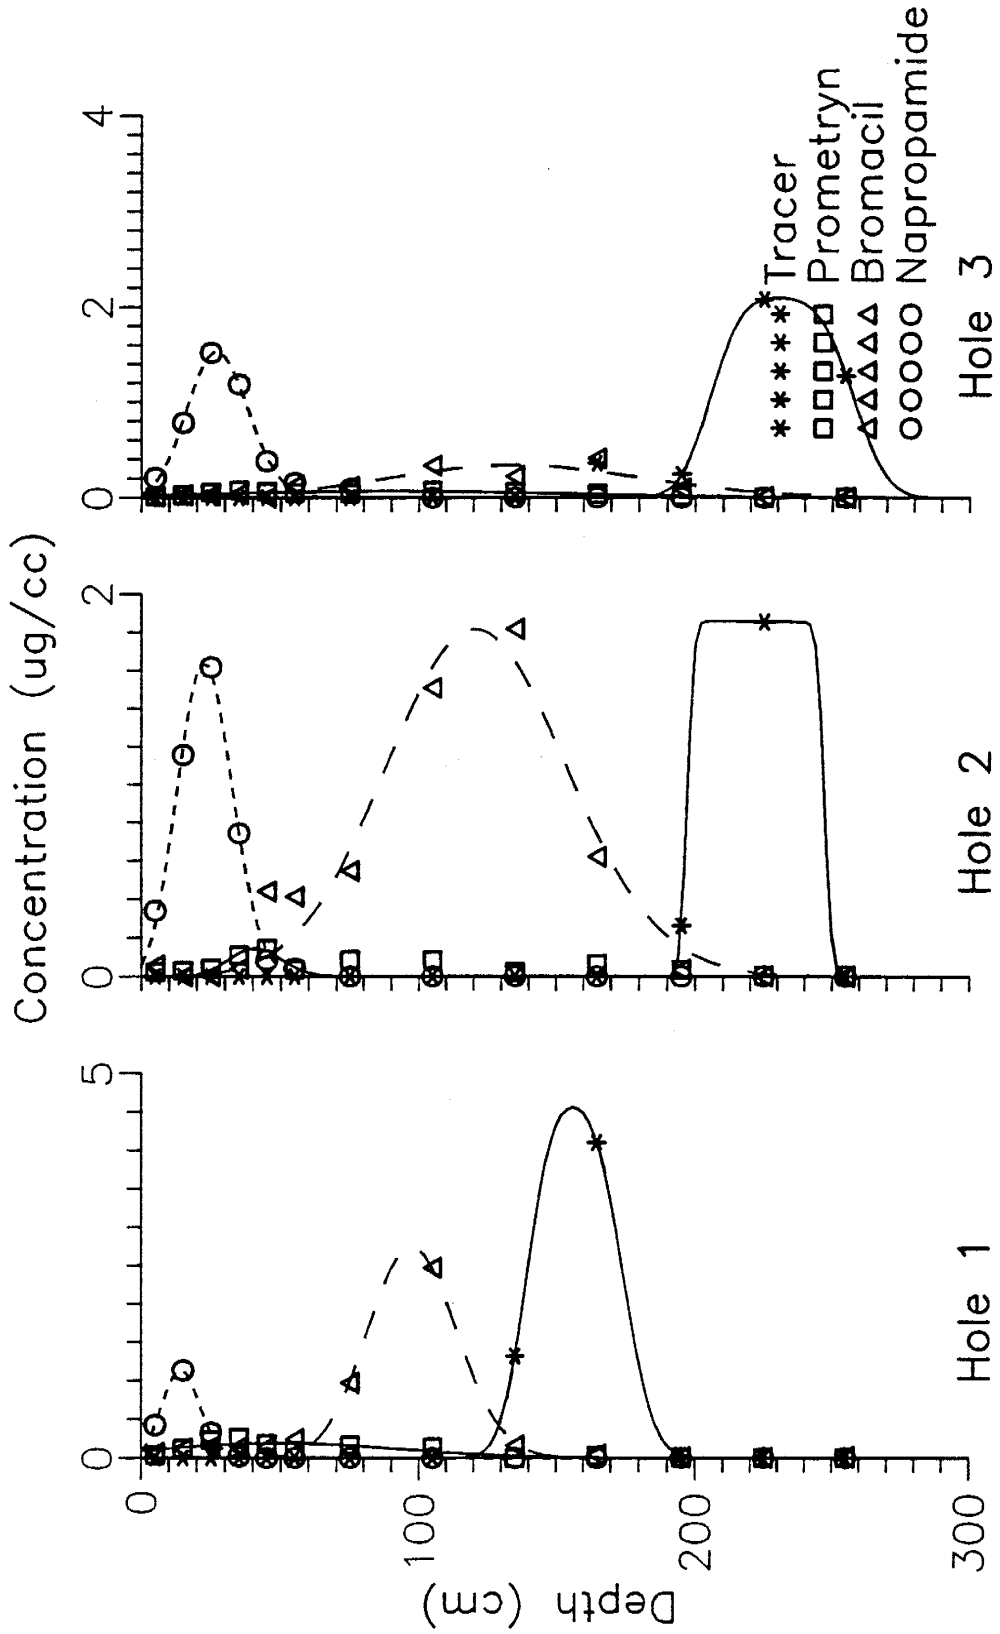 Concentration (ug/cc)
0
5
0
2
0
2
4
0
100
200
300
Depth (cm)
Tracer
Prometryn
Bromacil
Napropamide
Hole 1
Hole 2
Hole 3